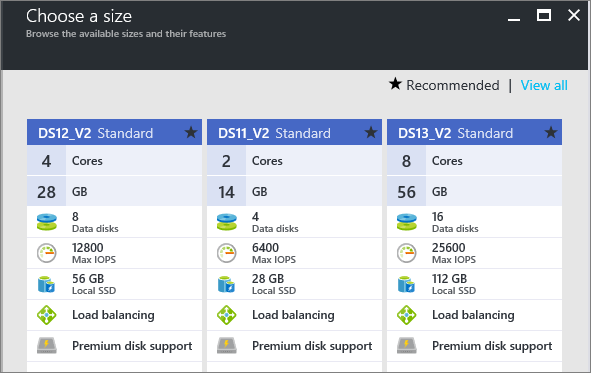 Choose a size
Browse the available sizes and their features
★ Recommended | View all
DS12_V2 Standard ★
4 Cores
28 GB
8
Data disks
12800
Max IOPS
56 GB
Local SSD
Load balancing
Premium disk support
DS11_V2 Standard ★
2 Cores
14 GB
4
Data disks
6400
Max IOPS
28 GB
Local SSD
Load balancing
Premium disk support
DS13_V2 Standard ★
8 Cores
56 GB
16
Data disks
25600
Max IOPS
112 GB
Local SSD
Load balancing
Premium disk support